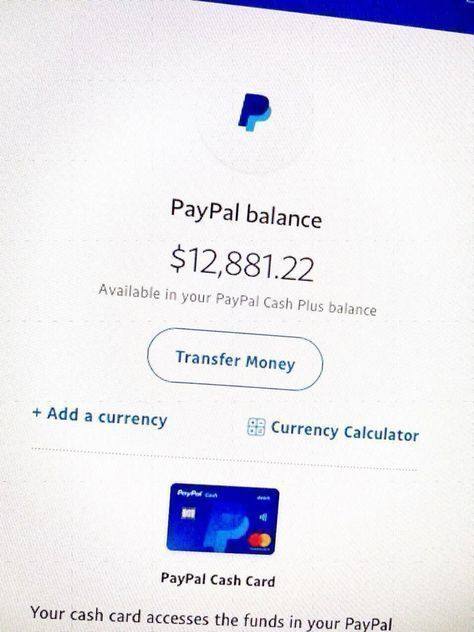 PayPal balance
$12,881.22
Available in your PayPal Cash Plus balance
Transfer Money
+ Add a currency
Currency Calculator
PayPal Cash
debit
PayPal Cash Card
Your cash card accesses the funds in your PayPal